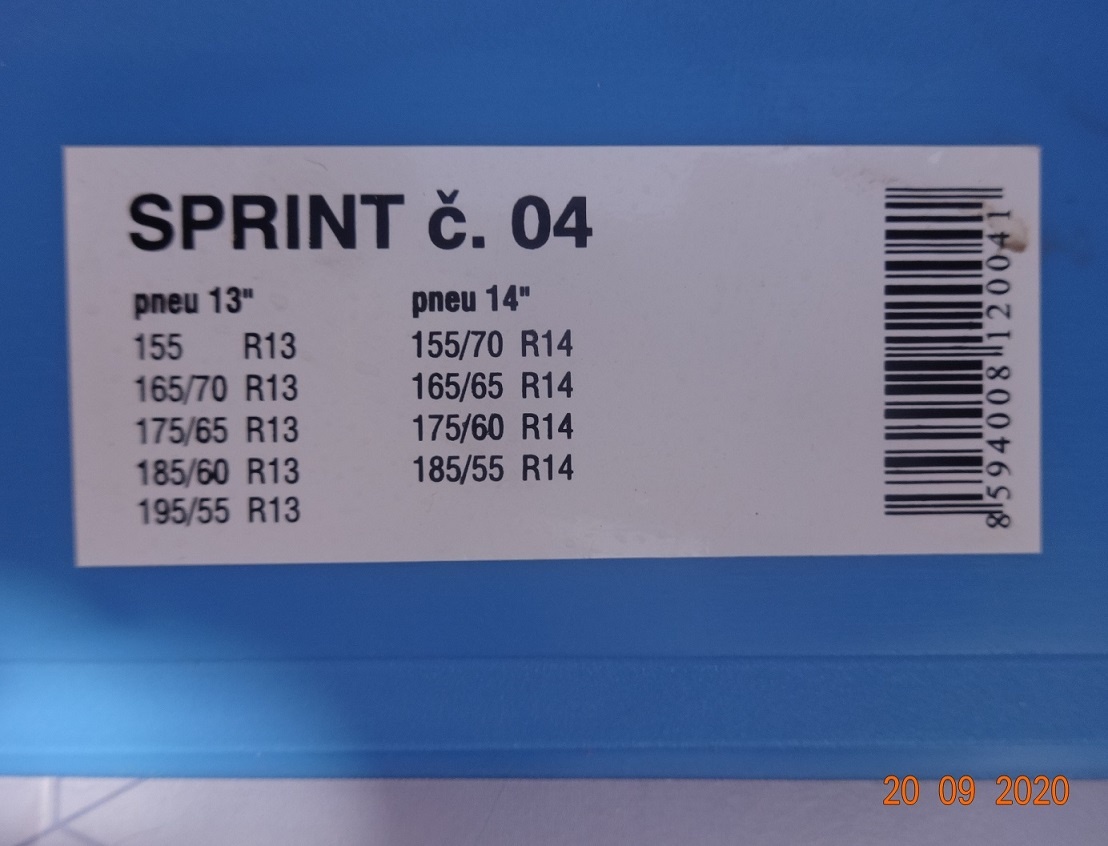 SPRINT č. 04
pneu 13"
155 R13
165/70 R13
175/65 R13
185/60 R13
195/55 R13
pneu 14"
155/70 R14
165/65 R14
175/60 R14
185/55 R14
8594008120041
20 09 2020